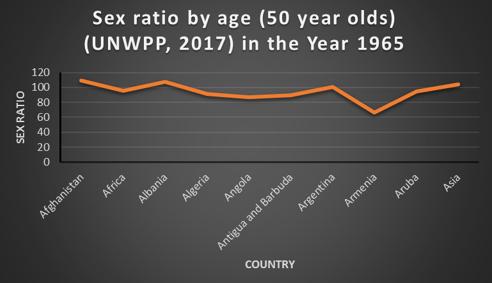 Sex ratio by age (50 year olds)
(UNWPP, 2017) in the Year 1965
120
100
80
60
40
20
0
SEX RATIO
Afghanistan
Africa
Albania
Algeria
Angola
Antigua and Barbuda
Argentina
Armenia
Aruba
Asia
COUNTRY